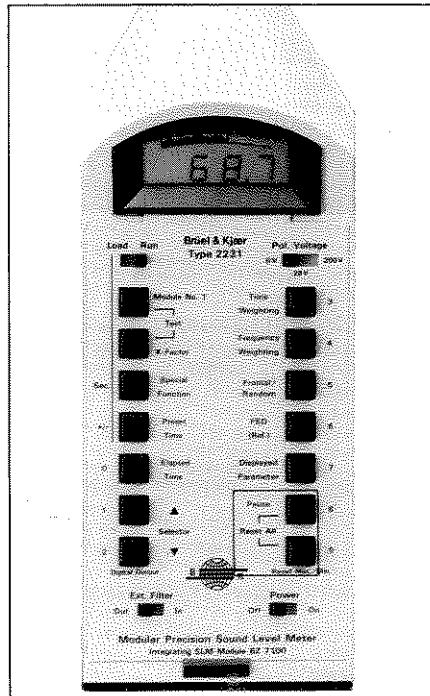 68.7
Load Run
Brüel & Kjær
Type 2231
Pol. Voltage
0V 200V
28V
Module No. 1
Time
Weighting
3
Test
K-Factor
Frequency
Weighting
4
Special
Function
Frontal/
Random
5
Preset
Time
FSD
(Ref.)
6
0
Elapsed
Time
Displayed
Parameter
7
1
▲
Pause
8
Selector
Reset All
2
▼
9
Digital Output
Ext. Filter
Out In
Power
Off On
Modular Precision Sound Level Meter
Integrating SLM Module BZ 7100